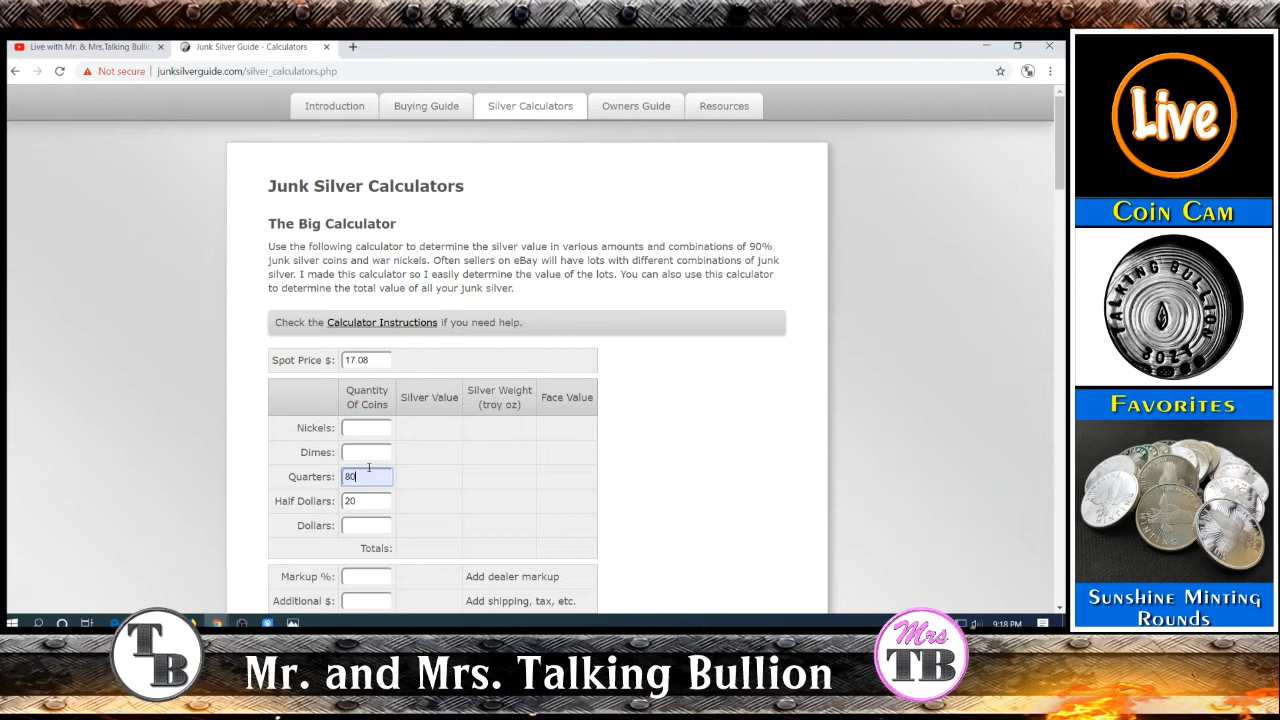 Live with Mr. & Mrs.Talking Bullio
Junk Silver Guide - Calculators
Not secure | junksilverguide.com/silver_calculators.php
Introduction
Buying Guide
Silver Calculators
Owners Guide
Resources
Junk Silver Calculators
The Big Calculator
Use the following calculator to determine the silver value in various amounts and combinations of 90%
junk silver coins and war nickels. Often sellers on eBay will have lots with different combinations of junk
silver. I made this calculator so I easily determine the value of the lots. You can also use this calculator
to determine the total value of all your junk silver.
Check the Calculator Instructions if you need help.
Spot Price $: 17.08
Quantity
Of Coins
Silver Value
Silver Weight
(troy oz)
Face Value
Nickels:
Dimes:
Quarters: 80
Half Dollars: 20
Dollars:
Totals:
Markup %: Add dealer markup
Additional $: Add shipping, tax, etc.
9:18 PM
Live
Coin Cam
TALKING BULLION
8OZT
Favorites
MINTING
Sunshine Minting
Rounds
TB
Mr. and Mrs. Talking Bullion
Mrs
TB